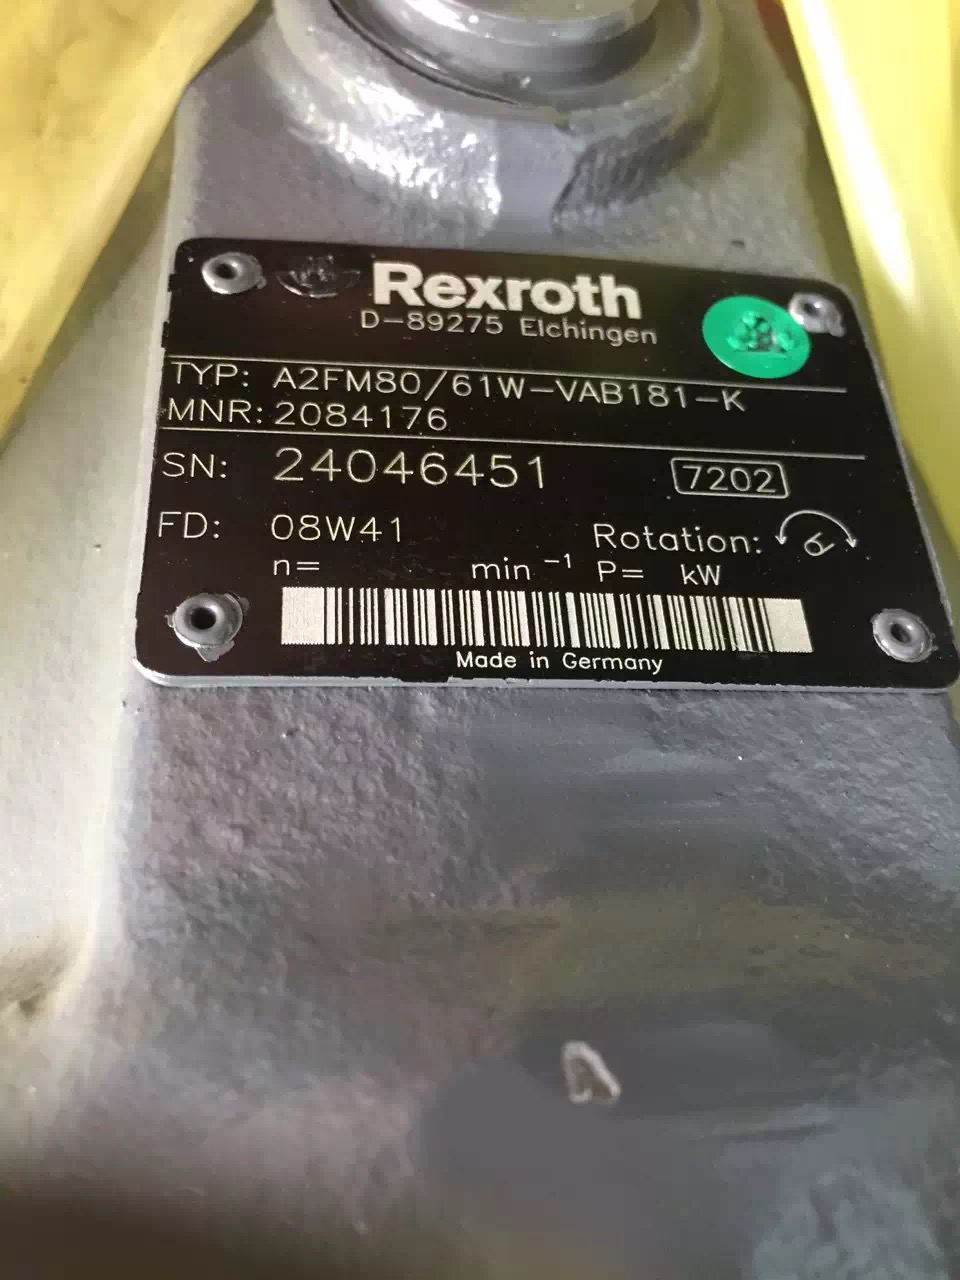 Rexroth
D-89275 Elchingen
TYP: A2FM80/61W-VAB181-K
MNR: 2084176
SN: 24046451 7202
FD: 08W41 Rotation:
n= min⁻¹ P= kW
Made in Germany